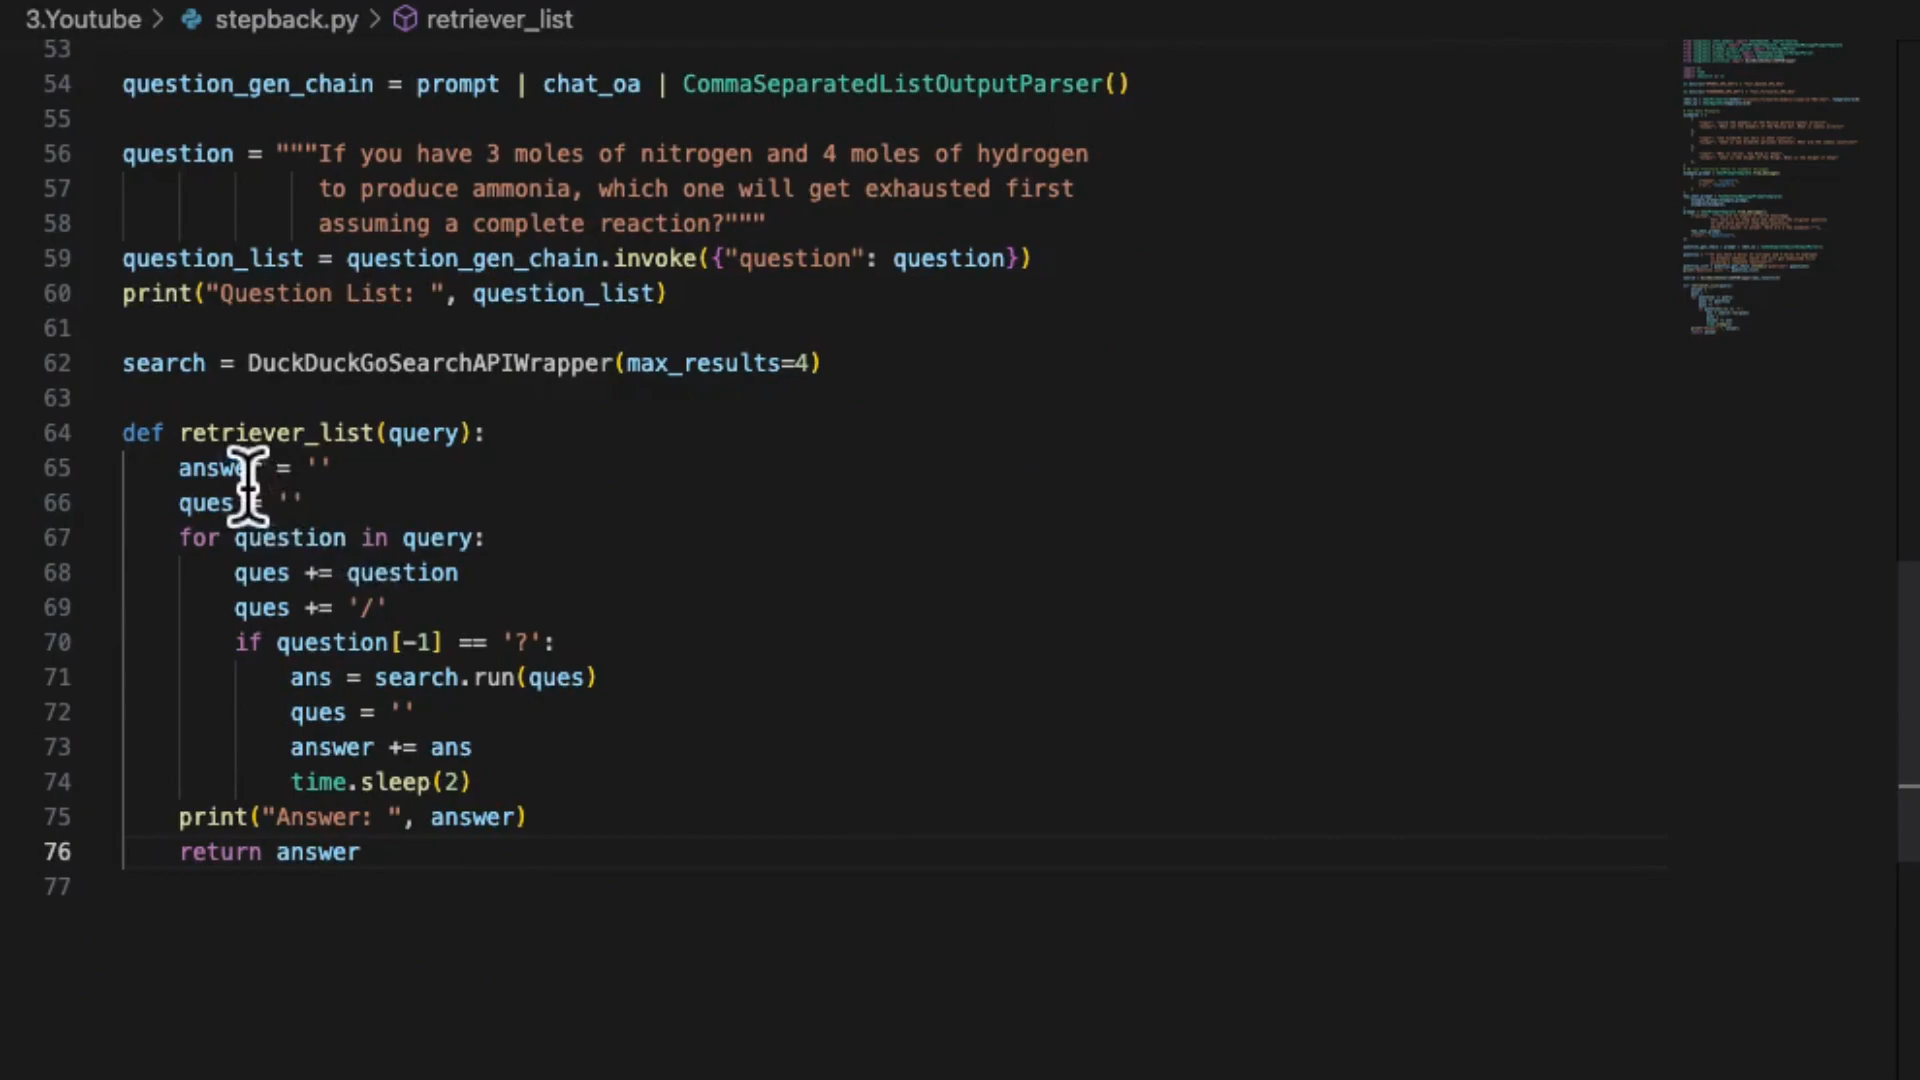 3.Youtube > stepback.py > retriever_list
53
54 question_gen_chain = prompt | chat_oa | CommaSeparatedListOutputParser()
55
56 question = """If you have 3 moles of nitrogen and 4 moles of hydrogen
57 to produce ammonia, which one will get exhausted first
58 assuming a complete reaction?"""
59 question_list = question_gen_chain.invoke({"question": question})
60 print("Question List: ", question_list)
61
62 search = DuckDuckGoSearchAPIWrapper(max_results=4)
63
64 def retriever_list(query):
65     answer = ''
66     ques = ''
67     for question in query:
68         ques += question
69         ques += '/'
70         if question[-1] == '?':
71             ans = search.run(ques)
72             ques = ''
73             answer += ans
74             time.sleep(2)
75     print("Answer: ", answer)
76     return answer
77